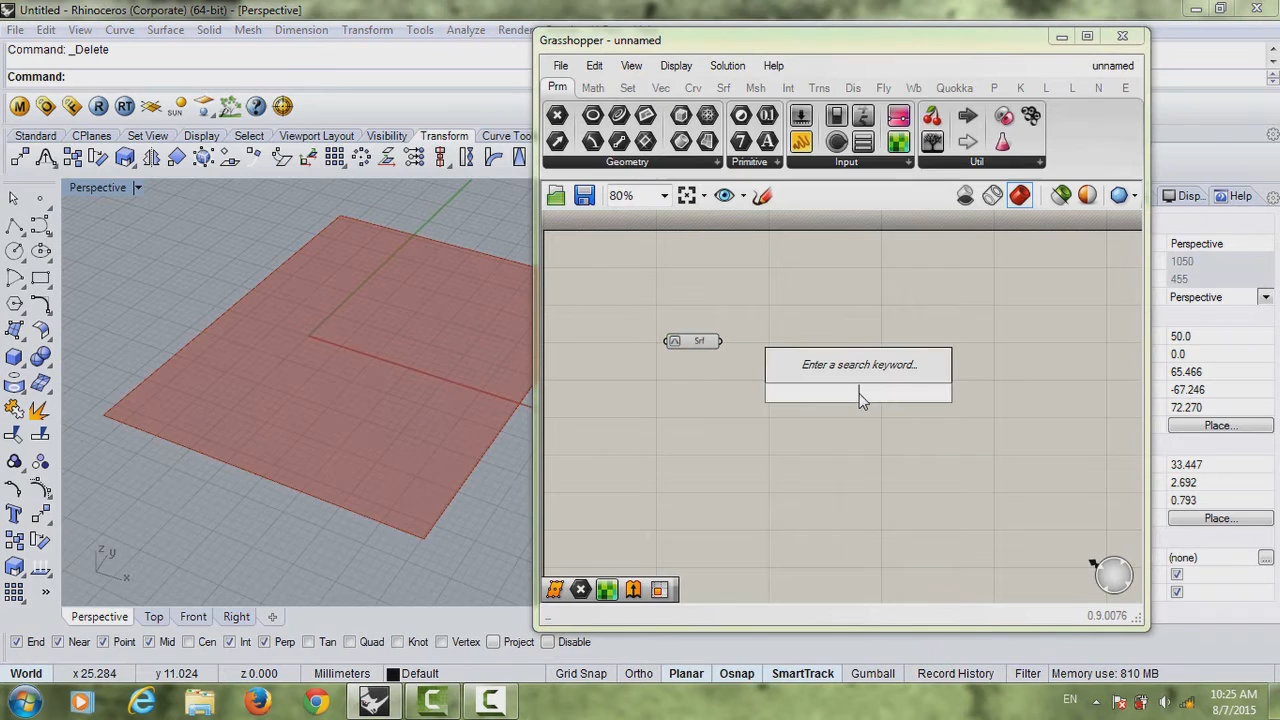 Untitled - Rhinoceros (Corporate) (64-bit) - [Perspective]
File Edit View Curve Surface Solid Mesh Dimension Transform Tools Analyze
Command: _Delete
Command:
Standard CPlanes Set View Display Select Viewport Layout Visibility Transform Curve Tools
Perspective
Grasshopper - unnamed
File Edit View Display Solution Help unnamed
Prm Math Set Vec Crv Srf Msh Int Trns Dis Fly Wb Quokka P K L L N E
Geometry Primitive Input Util
80%
Srf
Enter a search keyword...
0.9.0076
Help
Perspective
1050
455
Perspective
50.0
0.0
65.466
-67.246
72.270
Place...
33.447
2.692
0.793
Place...
(none)
z y
x
Perspective Top Front Right
End Near Point Mid Cen Int Perp Tan Quad Knot Vertex Project Disable
World x 25.284 y 11.024 z 0.000 Millimeters Default Grid Snap Ortho Planar Osnap SmartTrack Gumball Record History Filter Memory use: 810 MB
EN 10:25 AM
8/7/2015